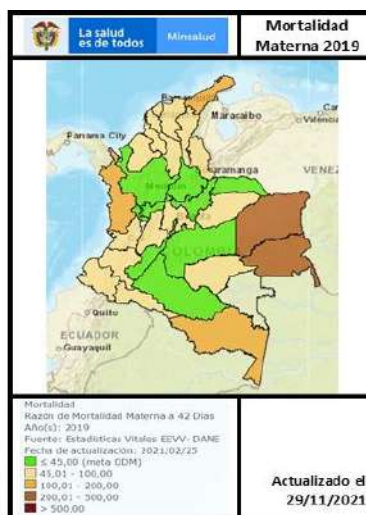 La salud
es de todos
Minsalud
Mortalidad
Materna 2019
Maracaibo
Panama City
Valencia
VENEZ
COLOMBIA
Quito
ECUADOR
Guayaquil
Mortalidad
Razón de Mortalidad Materna a 42 Días
Año(s): 2019
Fuente: Estadísticas Vitales EEVV- DANE
Fecha de actualización: 2021/02/25
≤ 45,00 (meta ODM)
45,01 - 100,00
100,01 - 200,00
200,01 - 500,00
> 500,00
Actualizado el
29/11/2021